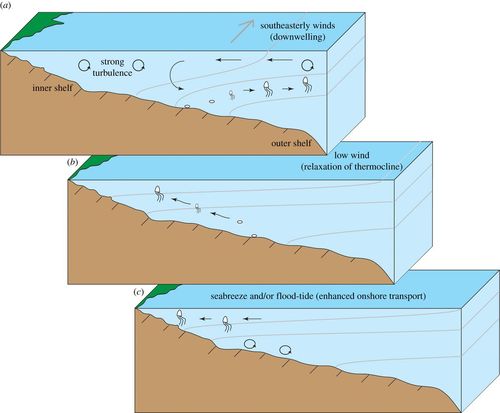 (a)
southeasterly winds
(downwelling)
strong
turbulence
inner shelf
outer shelf
(b)
low wind
(relaxation of thermocline)
(c)
seabreeze and/or flood-tide (enhanced onshore transport)